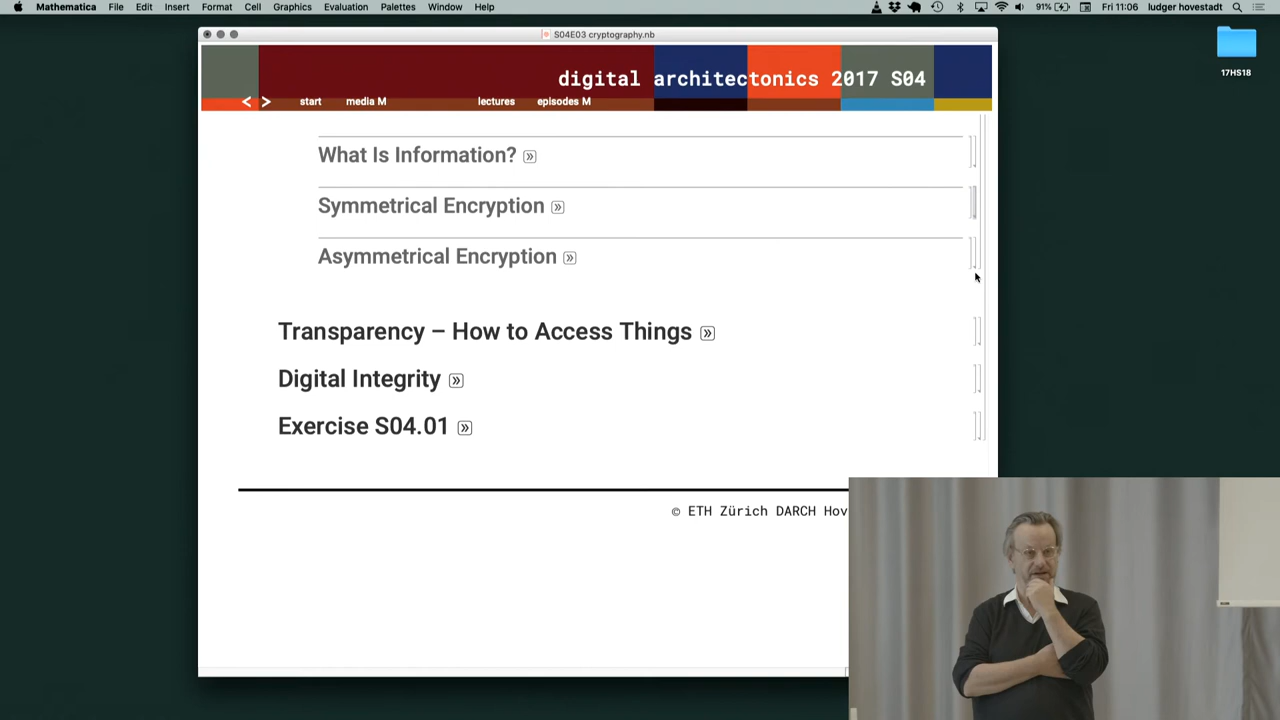 Mathematica File Edit Insert Format Cell Graphics Evaluation Palettes Window Help 91% Fri 11:06 ludger hovestadt
S04E03 cryptography.nb
17HS18
digital architectonics 2017 S04
< > start media M lectures episodes M
What Is Information? »
Symmetrical Encryption »
Asymmetrical Encryption »
Transparency – How to Access Things »
Digital Integrity »
Exercise S04.01 »
© ETH Zürich DARCH Hov